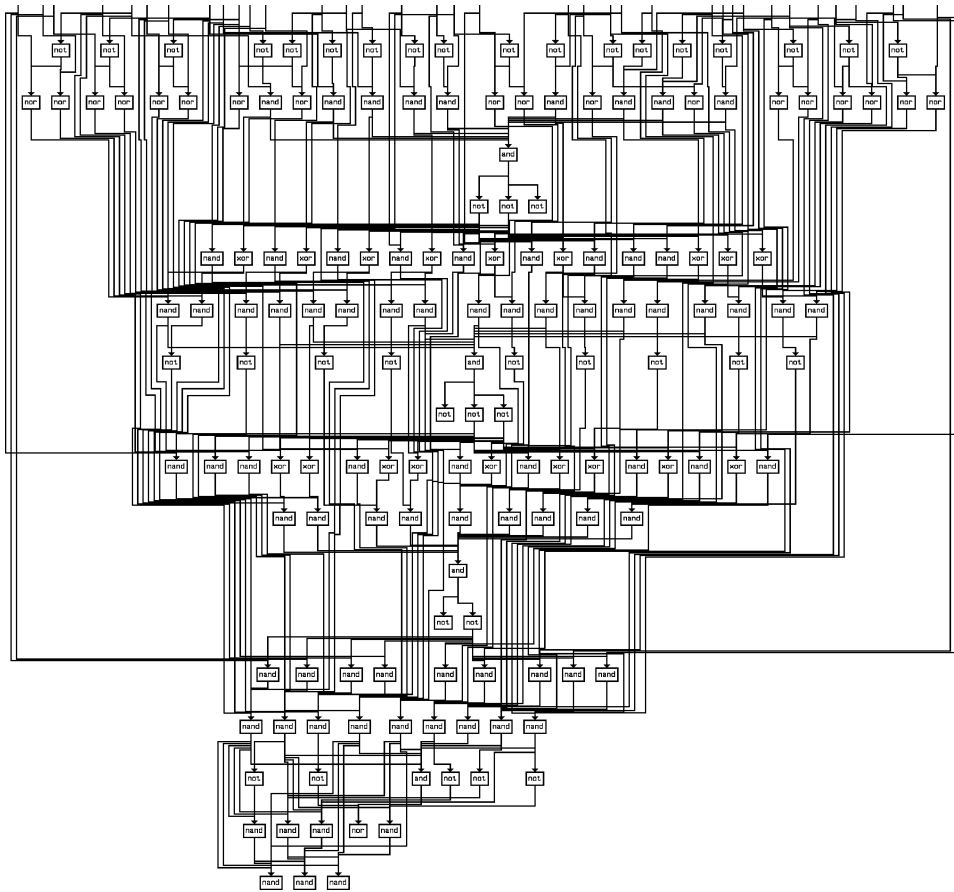 not not not not not not not not not not not not not not not not not not
nor nor nor nor nor nor nor nand nor nand nand nand nand nor nor nand nor nand nand nor nand nor nor nor nor nor nor
and
not not not
nand xor nand xor nand xor nand xor nand xor nand xor nand nand nand xor xor xor
nand nand nand nand nand nand nand nand nand nand nand nand nand nand nand nand nand nand
not not not not and not not not not not
not not not
nand nand nand xor xor nand xor xor nand xor nand xor xor nand xor nand xor nand
nand nand nand nand nand nand nand nand nand
and
not not
nand nand nand nand nand nand nand nand nand
nand nand nand nand nand nand nand nand nand
not not and not not not
nand nand nand nor nand
nand nand nand